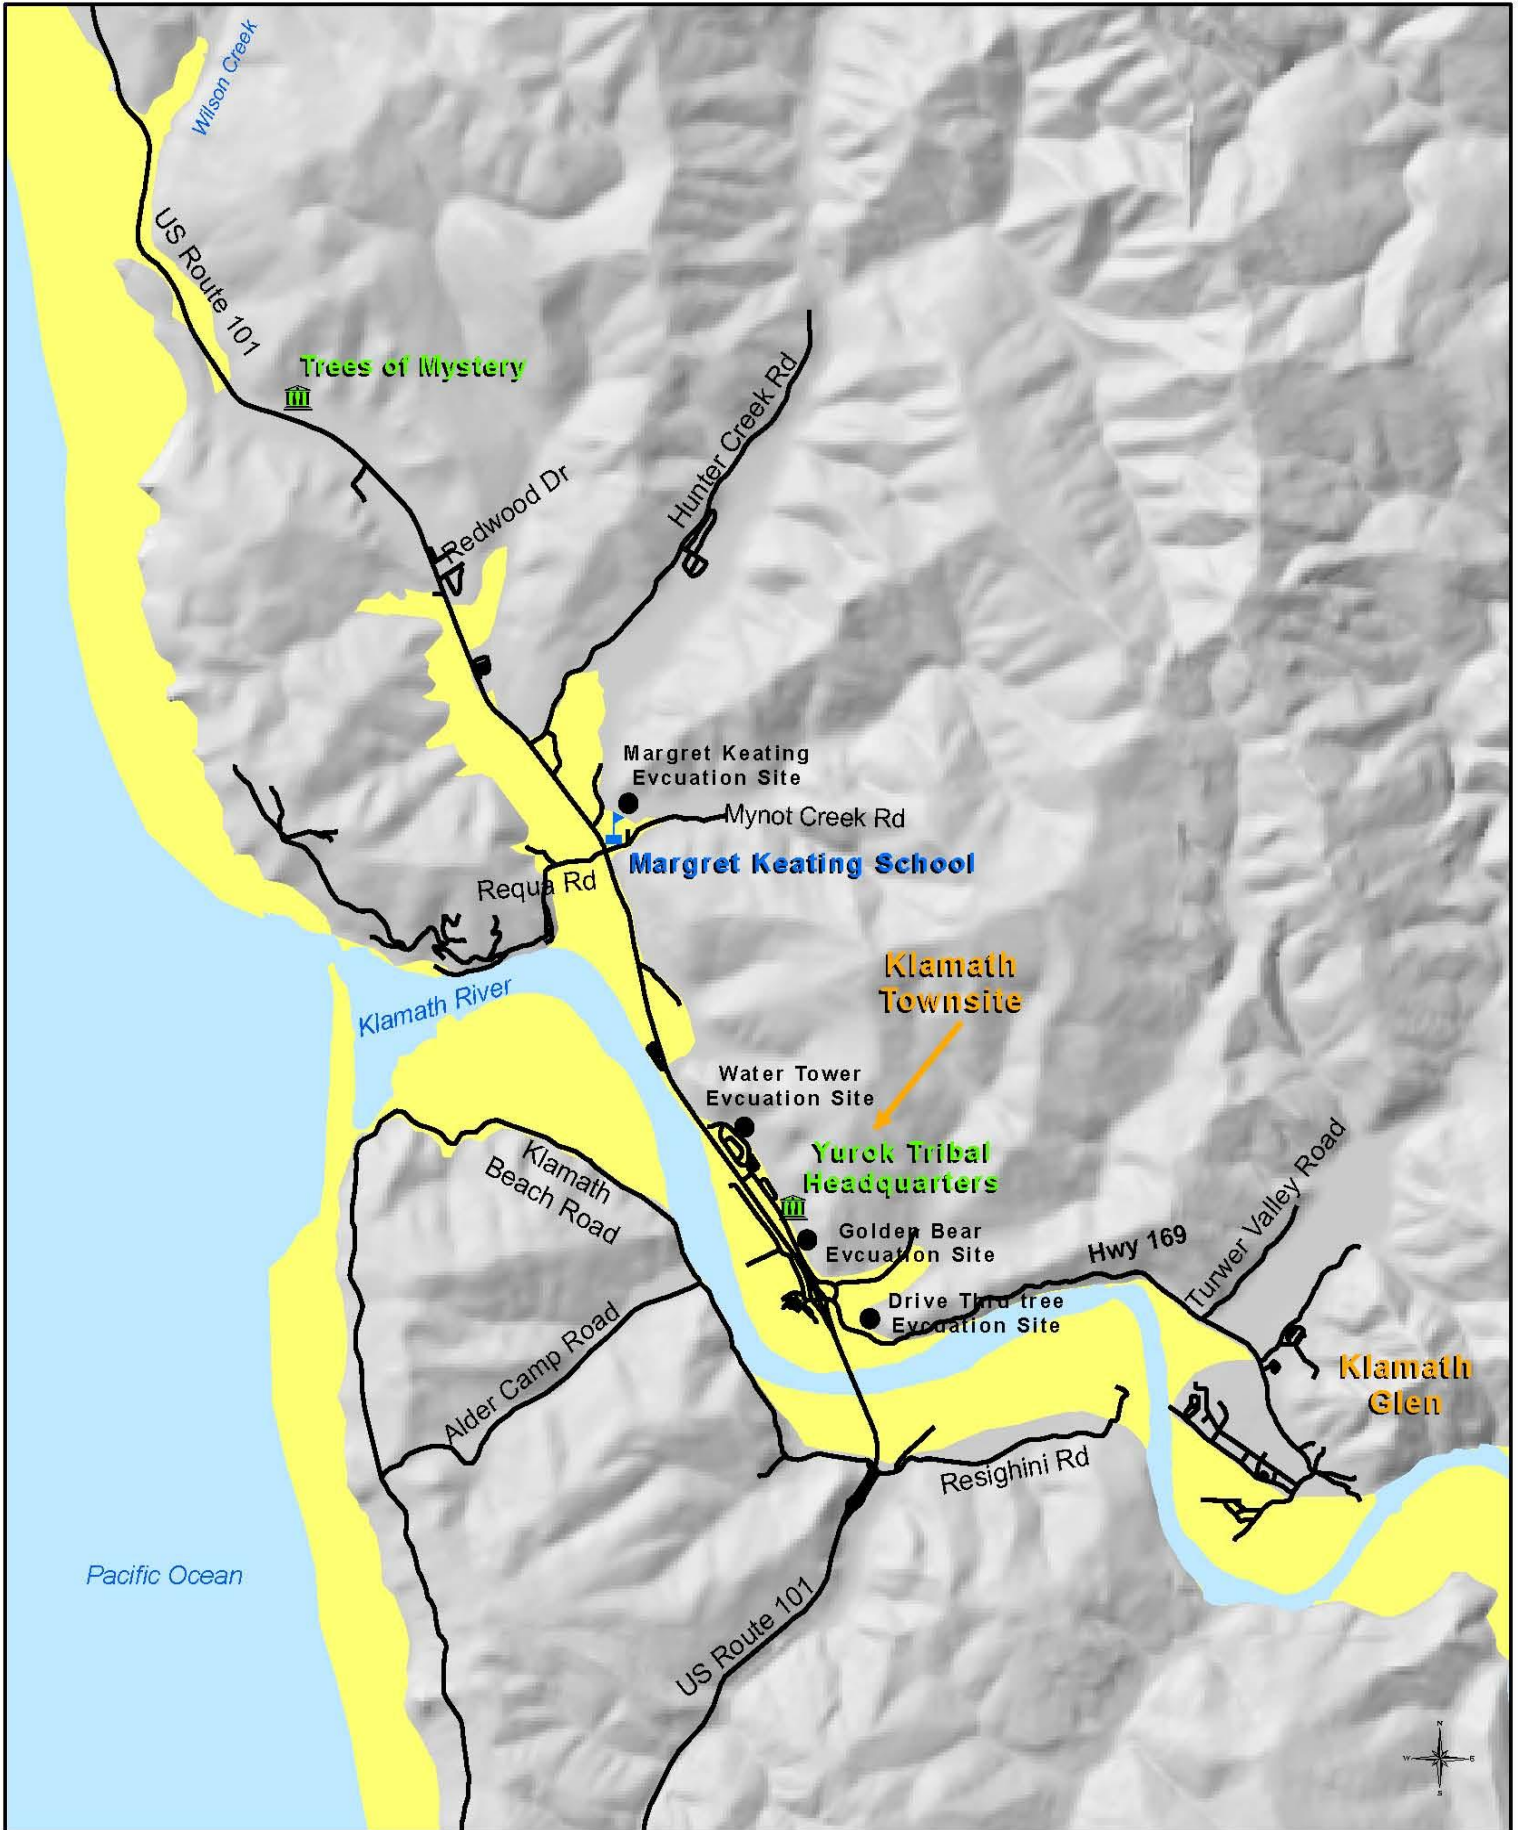 Wilson Creek
US Route 101
Trees of Mystery
Hunter Creek Rd
Redwood Dr
Margret Keating
Evcuation Site
Mynot Creek Rd
Margret Keating School
Requa Rd
Klamath
Townsite
Klamath River
Water Tower
Evcuation Site
Yurok Tribal
Headquarters
Klamath
Beach Road
Golden Bear
Evcuation Site
Hwy 169
Turwer Valley Road
Drive Thru tree
Evcuation Site
Alder Camp Road
Klamath
Glen
Resighini Rd
Pacific Ocean
US Route 101
N
W
E
S